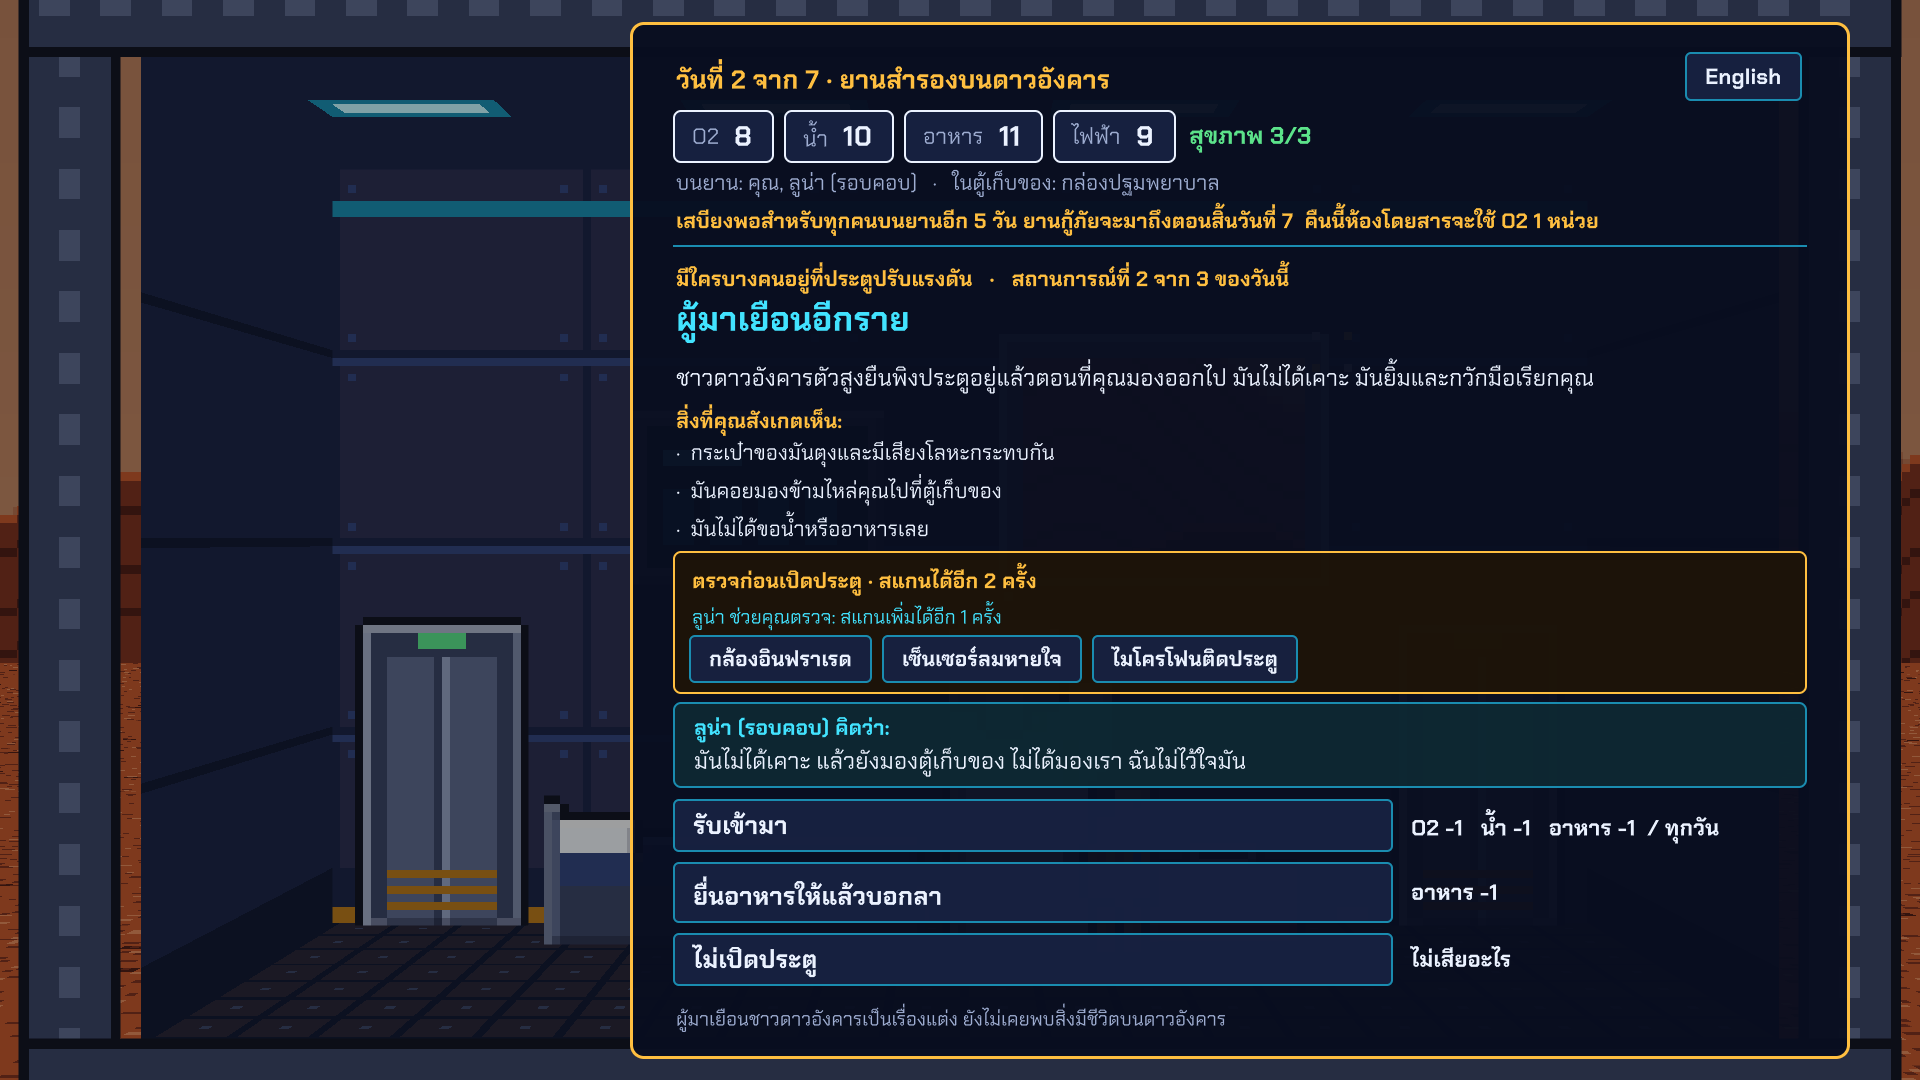 วันที่ 2 จาก 7 · ยานสำรองบนดาวอังคาร
English
O2 8 น้ำ 10 อาหาร 11 ไฟฟ้า 9 สุขภาพ 3/3
บนยาน: คุณ, ลูน่า (รอบคอบ) · ในตู้เก็บของ: กล่องปฐมพยาบาล
เสบียงพอสำหรับทุกคนบนยานอีก 5 วัน ยานกู้ภัยจะมาถึงตอนสิ้นวันที่ 7 คืนนี้ห้องโดยสารจะใช้ O2 1 หน่วย
มีใครบางคนอยู่ที่ประตูปรับแรงดัน · สถานการณ์ที่ 2 จาก 3 ของวันนี้
ผู้มาเยือนอีกราย
ชาวดาวอังคารตัวสูงยืนพิงประตูอยู่แล้วตอนที่คุณมองออกไป มันไม่ได้เคาะ มันยิ้มและกวักมือเรียกคุณ
สิ่งที่คุณสังเกตเห็น:
· กระเป๋าของมันตุงและมีเสียงโลหะกระทบกัน
· มันคอยมองข้ามไหล่คุณไปที่ตู้เก็บของ
· มันไม่ได้ขอน้ำหรืออาหารเลย
ตรวจก่อนเปิดประตู · สแกนได้อีก 2 ครั้ง
ลูน่า ช่วยคุณตรวจ: สแกนเพิ่มได้อีก 1 ครั้ง
กล้องอินฟราเรด เซ็นเซอร์ลมหายใจ ไมโครโฟนติดประตู
ลูน่า (รอบคอบ) คิดว่า:
มันไม่ได้เคาะ แล้วยังมองตู้เก็บของ ไม่ได้มองเรา ฉันไม่ไว้ใจมัน
รับเข้ามา O2 -1 น้ำ -1 อาหาร -1 / ทุกวัน
ยื่นอาหารให้แล้วบอกลา อาหาร -1
ไม่เปิดประตู ไม่เสียอะไร
ผู้มาเยือนชาวดาวอังคารเป็นเรื่องแต่ง ยังไม่เคยพบสิ่งมีชีวิตบนดาวอังคาร